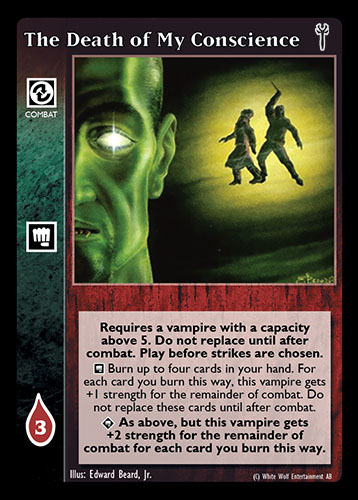 The Death of My Conscience
COMBAT
Requires a vampire with a capacity
above 5. Do not replace until after
combat. Play before strikes are chosen.
Burn up to four cards in your hand. For
each card you burn this way, this vampire gets
+1 strength for the remainder of combat. Do
not replace these cards until after combat.
As above, but this vampire gets
+2 strength for the remainder of
combat for each card you burn this way.
3
Illus: Edward Beard, Jr.
(C) White Wolf Entertainment AB